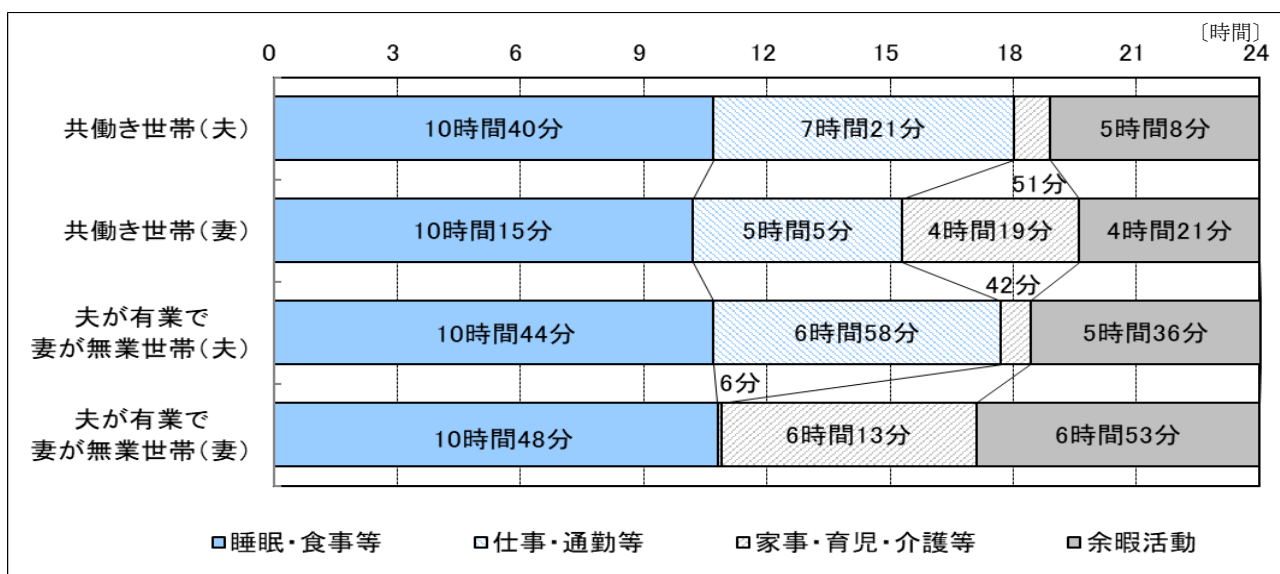 〔時間〕
0 3 6 9 12 15 18 21 24
共働き世帯(夫) 10時間40分 7時間21分 5時間8分
51分
共働き世帯(妻) 10時間15分 5時間5分 4時間19分 4時間21分
42分
夫が有業で
妻が無業世帯(夫) 10時間44分 6時間58分 5時間36分
6分
夫が有業で
妻が無業世帯(妻) 10時間48分 6時間13分 6時間53分
睡眠・食事等 仕事・通勤等 家事・育児・介護等 余暇活動